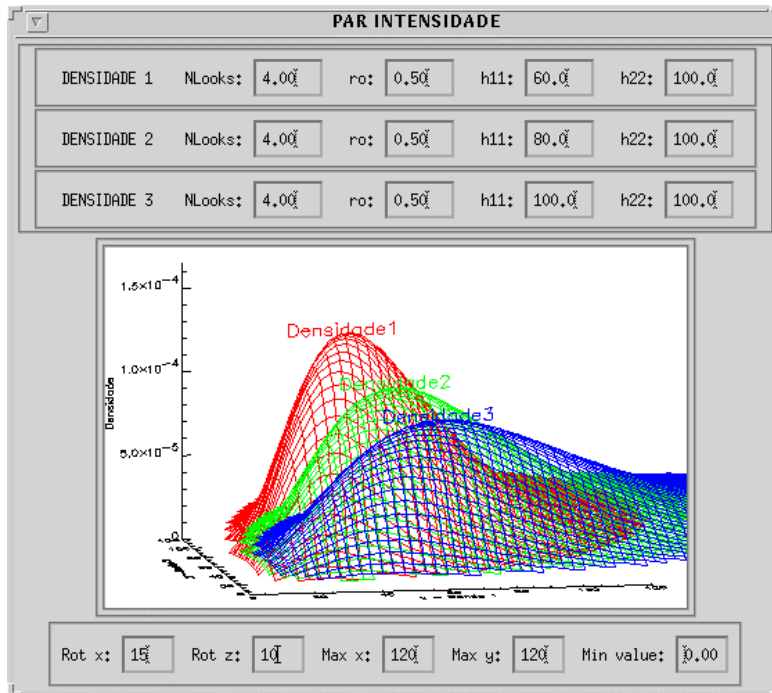 PAR INTENSIDADE
DENSIDADE 1 NLooks: 4.00 ro: 0.50 h11: 60.0 h22: 100.0
DENSIDADE 2 NLooks: 4.00 ro: 0.50 h11: 80.0 h22: 100.0
DENSIDADE 3 NLooks: 4.00 ro: 0.50 h11: 100.0 h22: 100.0
1.5×10⁻⁴
Densidade1
1.0×10⁻⁴
Densidade2
Densidade3
Densidade
5.0×10⁻⁵
0
Rot x: 15 Rot z: 10 Max x: 120 Max y: 120 Min value: 0.00